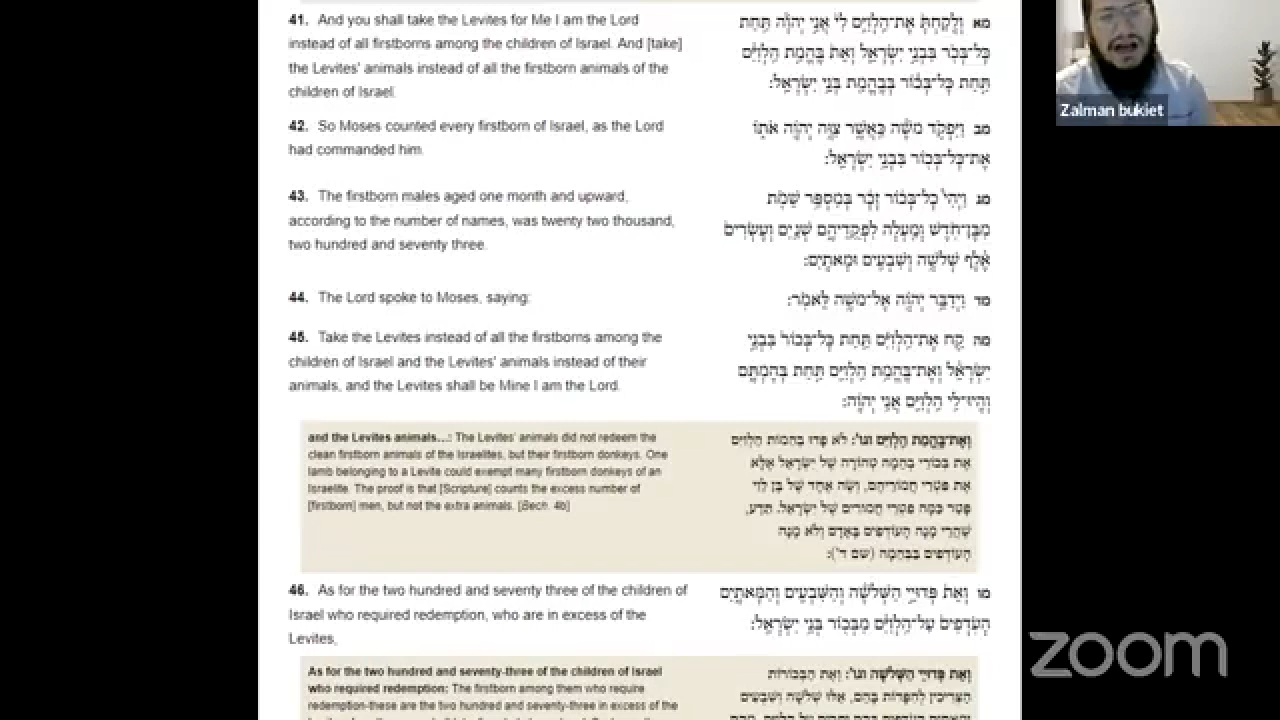 41. And you shall take the Levites for Me I am the Lord
instead of all firstborns among the children of Israel. And [take]
the Levites' animals instead of all the firstborn animals of the
children of Israel.
מא וְלָקַחְתָּ אֶת־הַלְוִיִּם לִי אֲנִי יְהֹוָה תַּחַת
כָּל־בְּכֹר בִּבְנֵי יִשְׂרָאֵל וְאֵת בֶּהֱמַת הַלְוִיִּם
תַּחַת כָּל־בְּכוֹר בְּבֶהֱמַת בְּנֵי יִשְׂרָאֵל:
42. So Moses counted every firstborn of Israel, as the Lord
had commanded him.
מב וַיִּפְקֹד משֶׁה כַּאֲשֶׁר צִוָּה יְהֹוָה אֹתוֹ
אֶת־כָּל־בְּכוֹר בִּבְנֵי יִשְׂרָאֵל:
43. The firstborn males aged one month and upward,
according to the number of names, was twenty two thousand,
two hundred and seventy three.
מג וַיְהִי כָל־בְּכוֹר זָכָר בְּמִסְפַּר שֵׁמֹת
מִבֶּן־חֹדֶשׁ וָמַעְלָה לִפְקֻדֵיהֶם שְׁנַיִם וְעֶשְׂרִים
אֶלֶף שְׁלשָׁה וְשִׁבְעִים וּמָאתָיִם:
44. The Lord spoke to Moses, saying:
מד וַיְדַבֵּר יְהֹוָה אֶל־משֶׁה לֵּאמֹר:
45. Take the Levites instead of all the firstborns among the
children of Israel and the Levites' animals instead of their
animals, and the Levites shall be Mine I am the Lord.
מה קַח אֶת־הַלְוִיִּם תַּחַת כָּל־בְּכוֹר בִּבְנֵי
יִשְׂרָאֵל וְאֶת־בֶּהֱמַת הַלְוִיִּם תַּחַת בְּהֶמְתָּם
וְהָיוּ־לִי הַלְוִיִּם אֲנִי יְהֹוָה:
and the Levites animals…: The Levites' animals did not redeem the
clean firstborn animals of the Israelites, but their firstborn donkeys. One
lamb belonging to a Levite could exempt many firstborn donkeys of an
Israelite. The proof is that [Scripture] counts the excess number of
[firstborn] men, but not the extra animals. [Bech. 4b]
ואת־בהמת הלוים וגו': לֹא פָדוּ בַּהֲמוֹת הַלְוִיִּם
אֶת בְּכוֹרֵי בְּהֵמָה טְהוֹרָה שֶׁל יִשְׂרָאֵל אֶלָּא
אֶת פִּטְרֵי חֲמוֹרֵיהֶם, וְשֶׂה אֶחָד שֶׁל בֶּן לֵוִי
פָּטַר כַּמָּה פִּטְרֵי חֲמוֹרִים שֶׁל יִשְׂרָאֵל. תֵּדַע,
שֶׁהֲרֵי מָנָה הָעוֹדְפִים בָּאָדָם וְלֹא מָנָה
הָעוֹדְפִים בַּבְּהֵמָה (שם ד'):
46. As for the two hundred and seventy three of the children of
Israel who required redemption, who are in excess of the
Levites,
מו וְאֵת פְּדוּיֵי הַשְּׁלשָׁה וְהַשִּׁבְעִים וְהַמָּאתָיִם
הָעֹדְפִים עַל־הַלְוִיִּם מִבְּכוֹר בְּנֵי יִשְׂרָאֵל:
As for the two hundred and seventy-three of the children of Israel
who required redemption: The firstborn among them who require
redemption-these are the two hundred and seventy-three in excess of the
ואת פדויי השלשה וגו': וְאֵת הַבְּכוֹרוֹת
הַצְּרִיכִין לְהִפָּדוֹת בָּהֶם, אֵלּוּ שְׁלֹשָׁה וְשִׁבְעִים
Zalman bukiet
zoom